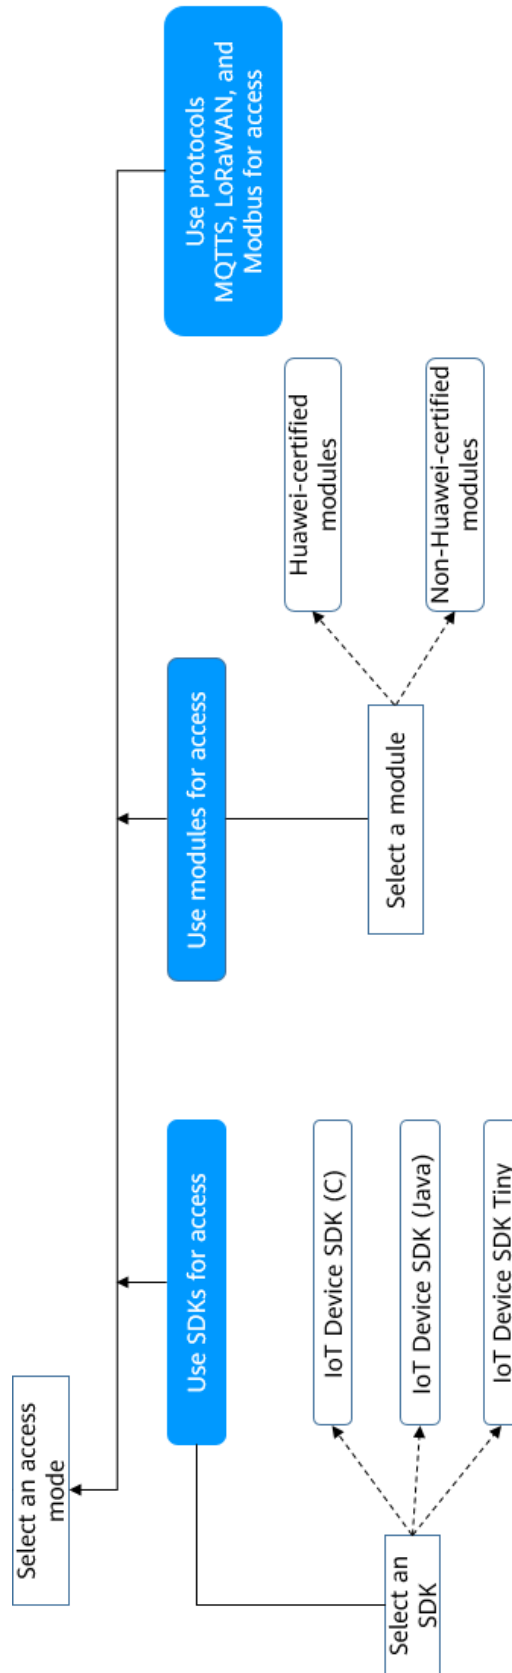 Select an access
mode
Use SDKs for access
Select an
SDK
IoT Device SDK (C)
IoT Device SDK (Java)
IoT Device SDK Tiny
Use modules for access
Select a module
Huawei-certified
modules
Non-Huawei-certified
modules
Use protocols
MQTTS, LoRaWAN, and
Modbus for access